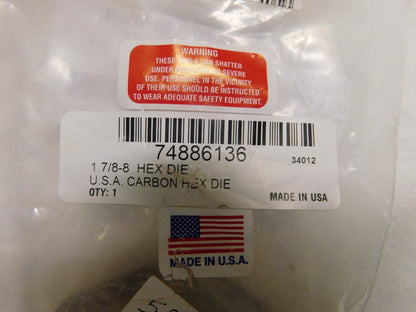 WARNING
THESE TOOLS CAN SHATTER
UNDER
SEVERE
USE. PERSONNEL IN THE VICINITY
OF THEIR USE SHOULD BE INSTRUCTED
TO WEAR ADEQUATE SAFETY EQUIPMENT.
74886136
34012
1 7/8-8 HEX DIE
U.S.A. CARBON HEX DIE
QTY: 1
MADE IN USA
MADE IN U.S.A.